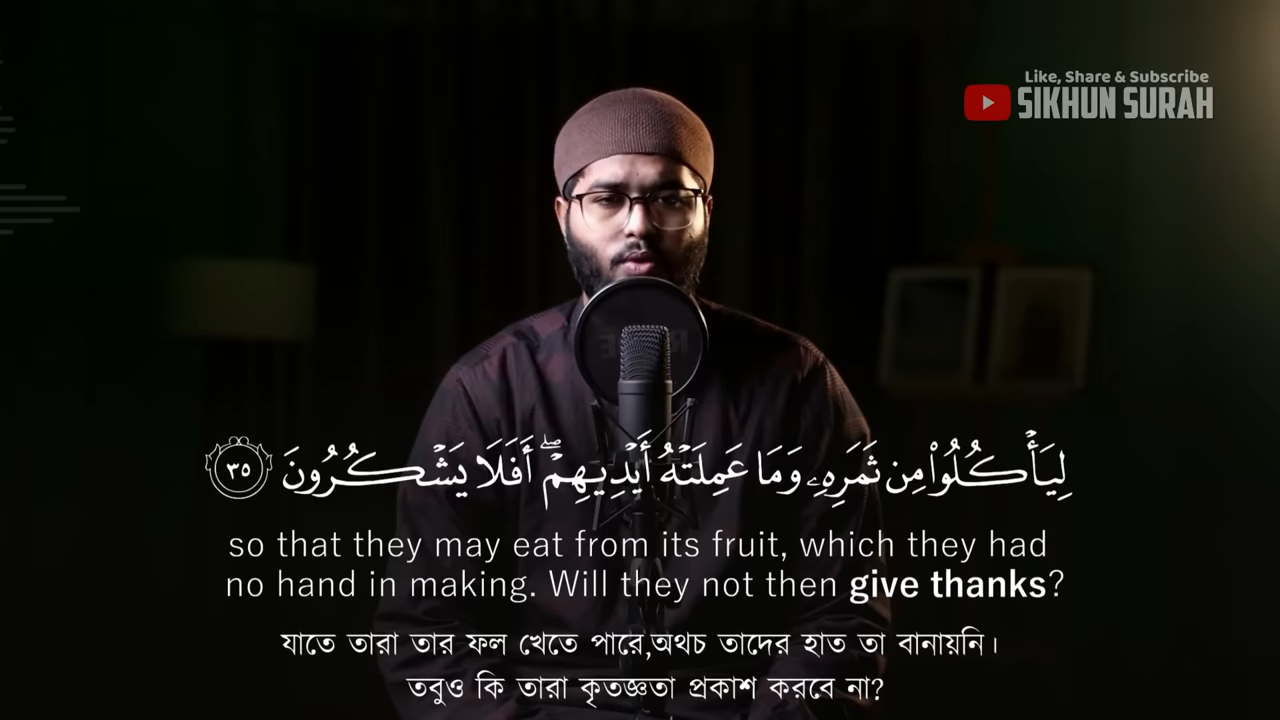 Like, Share & Subscribe
SIKHUN SURAH
لِيَأْكُلُوا۟ مِن ثَمَرِهِۦ وَمَا عَمِلَتْهُ أَيْدِيهِمْ ۖ أَفَلَا يَشْكُرُونَ ٣٥
so that they may eat from its fruit, which they had
no hand in making. Will they not then give thanks?
যাতে তারা তার ফল খেতে পারে,অথচ তাদের হাত তা বানায়নি।
তবুও কি তারা কৃতজ্ঞতা প্রকাশ করবে না?